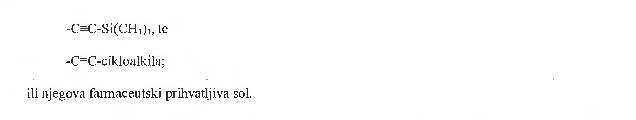 -C≡C-Si(CH₃)₃, te
-C≡C-cikloalkila;
ili njegova farmaceutski prihvatljiva sol.